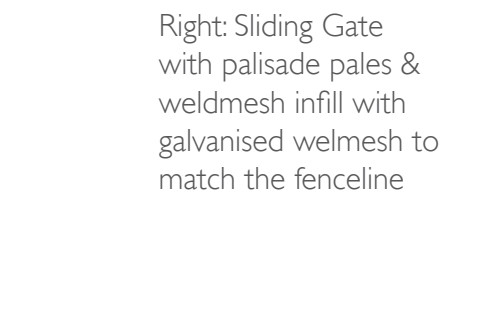 Right: Sliding Gate
with palisade pales &
weldmesh infill with
galvanised welmesh to
match the fenceline